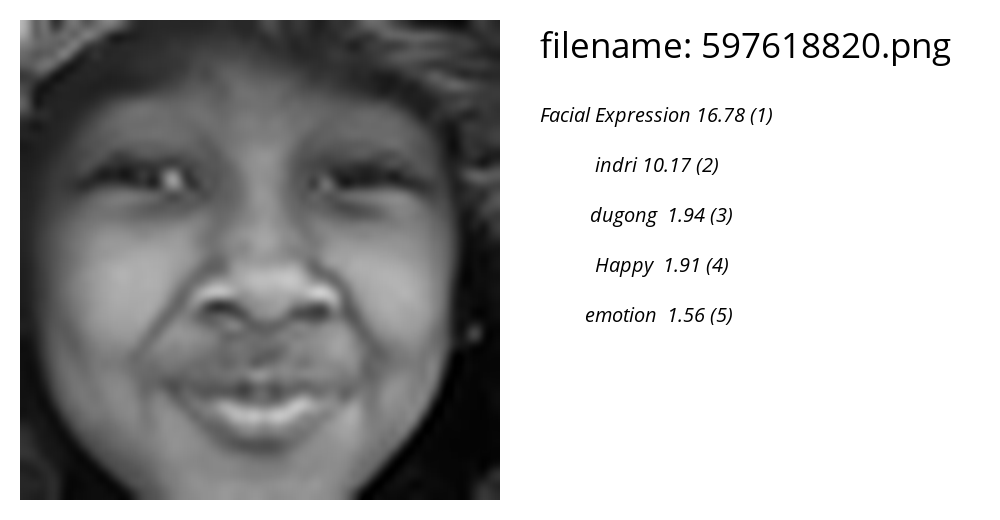 filename: 597618820.png
Facial Expression 16.78 (1)
indri 10.17 (2)
dugong 1.94 (3)
Happy 1.91 (4)
emotion 1.56 (5)